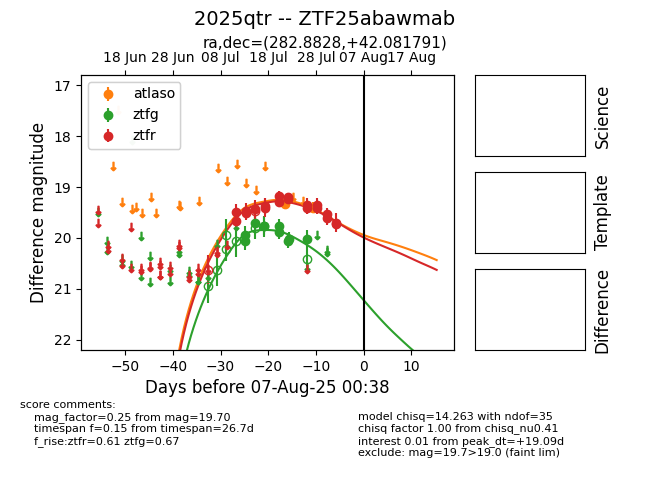 2025qtr -- ZTF25abawmab
ra,dec=(282.8828,+42.081791)
18 Jun 28 Jun 08 Jul 18 Jul 28 Jul 07 Aug 17 Aug
atlaso
ztfg
ztfr
17
18
19
20
21
22
Difference magnitude
−50 −40 −30 −20 −10 0 10
Days before 07-Aug-25 00:38
Science
Template
Difference
score comments:
mag_factor=0.25 from mag=19.70
timespan f=0.15 from timespan=26.7d
f_rise:ztfr=0.61 ztfg=0.67
model chisq=14.263 with ndof=35
chisq factor 1.00 from chisq_nu0.41
interest 0.01 from peak_dt=+19.09d
exclude: mag=19.7>19.0 (faint lim)